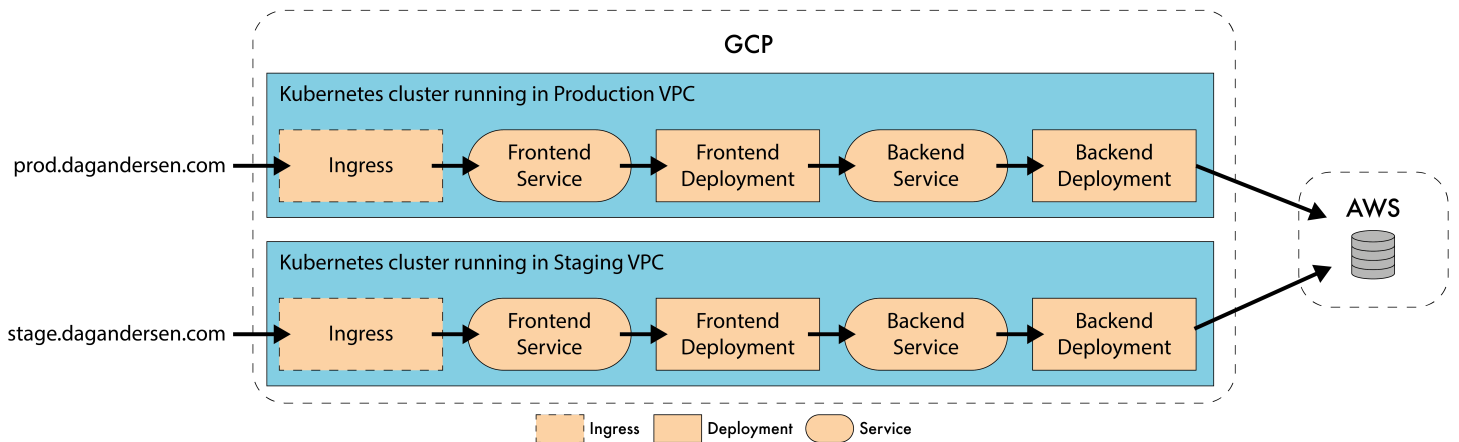 GCP
Kubernetes cluster running in Production VPC
prod.dagandersen.com
Ingress
Frontend
Service
Frontend
Deployment
Backend
Service
Backend
Deployment
AWS
Kubernetes cluster running in Staging VPC
stage.dagandersen.com
Ingress
Frontend
Service
Frontend
Deployment
Backend
Service
Backend
Deployment
Ingress
Deployment
Service